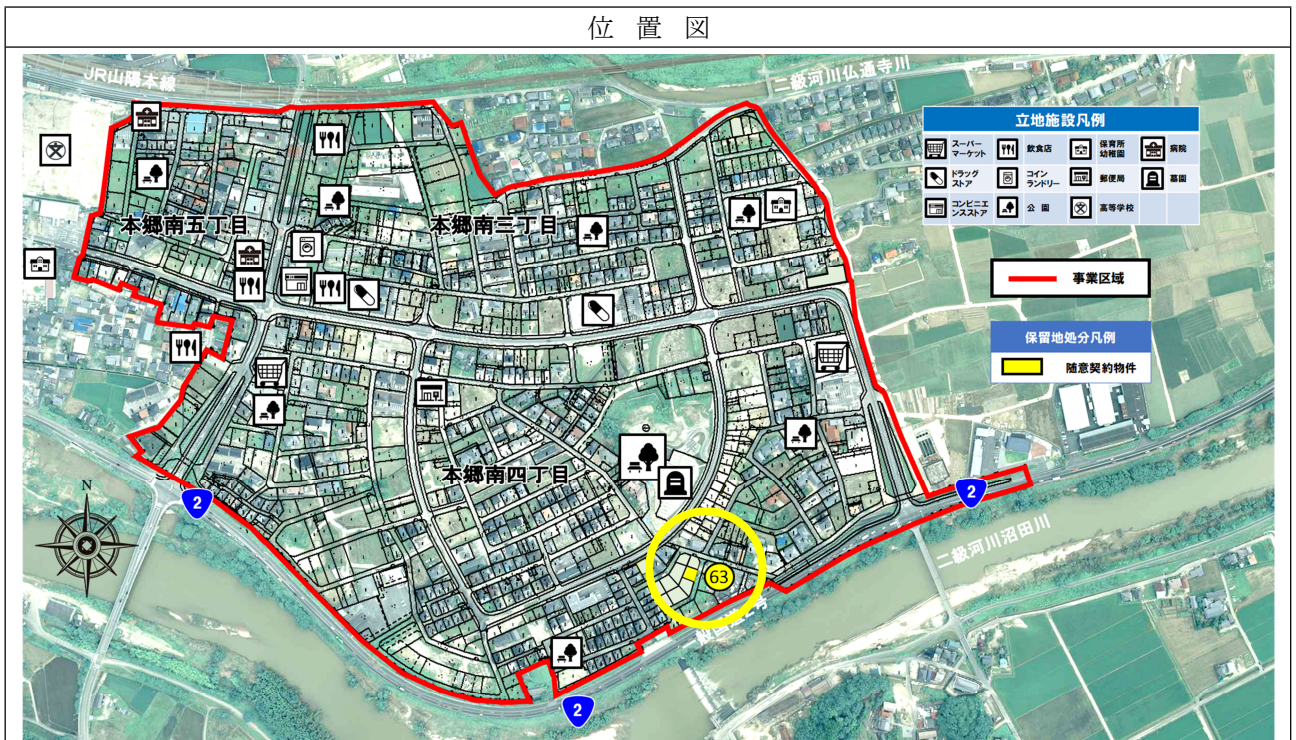 位置図
JR山陽本線
二級河川仏通寺川
立地施設凡例
スーパー
マーケット
飲食店
保育所
幼稚園
病院
ドラッグ
ストア
コイン
ランドリー
郵便局
墓園
コンビニエ
ンスストア
公園
高等学校
本郷南五丁目
本郷南三丁目
事業区域
保留地処分凡例
随意契約物件
本郷南四丁目
N
2
2
二級河川沼田川
63
2